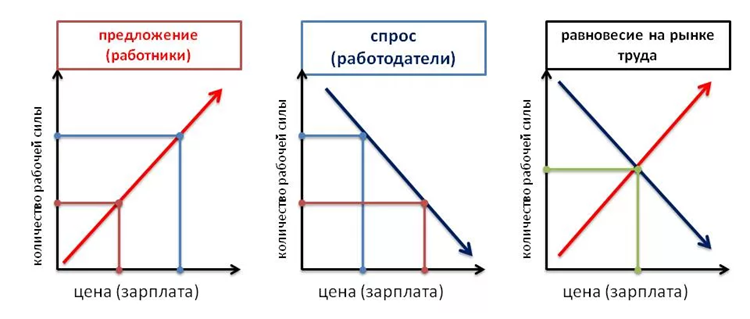 предложение
(работники)
спрос
(работодатели)
равновесие на рынке
труда
количество рабочей силы
количество рабочей силы
количество рабочей силы
цена (зарплата)
цена (зарплата)
цена (зарплата)